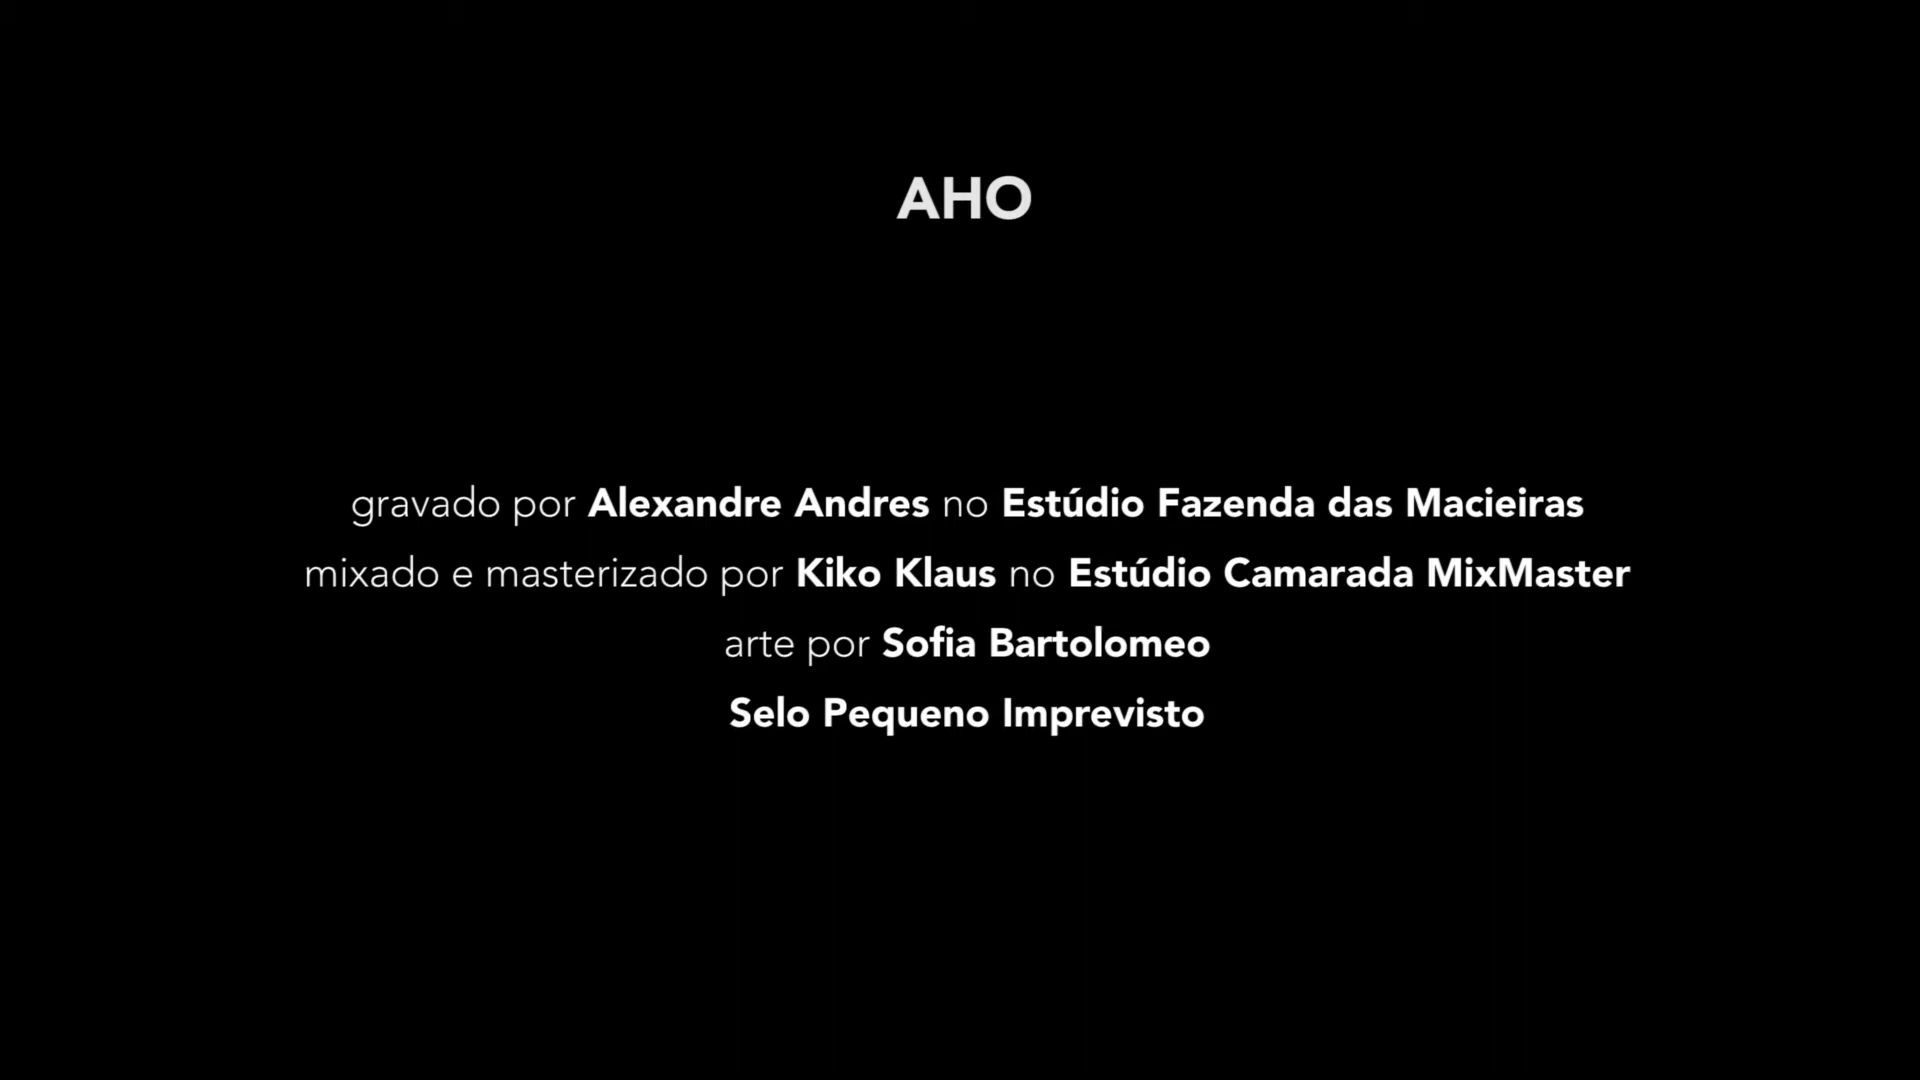 AHO
gravado por Alexandre Andres no Estúdio Fazenda das Macieiras
mixado e masterizado por Kiko Klaus no Estúdio Camarada MixMaster
arte por Sofia Bartolomeo
Selo Pequeno Imprevisto